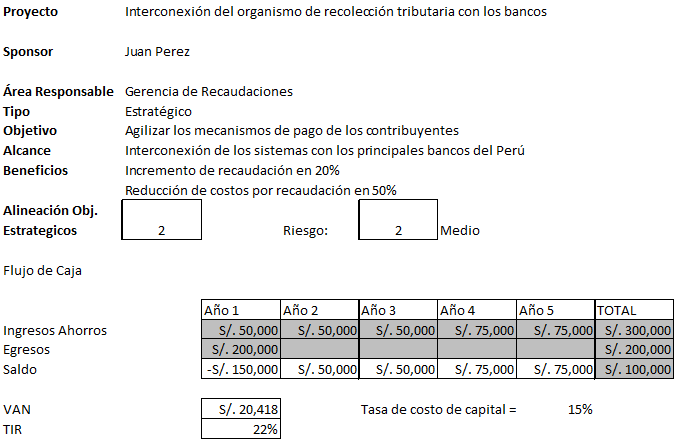 Proyecto Interconexión del organismo de recolección tributaria con los bancos
Sponsor Juan Perez
Área Responsable Gerencia de Recaudaciones
Tipo Estratégico
Objetivo Agilizar los mecanismos de pago de los contribuyentes
Alcance Interconexión de los sistemas con los principales bancos del Perú
Beneficios Incremento de recaudación en 20%
Reducción de costos por recaudación en 50%
Alineación Obj.
Estrategicos 2 Riesgo: 2 Medio
Flujo de Caja
Año 1 Año 2 Año 3 Año 4 Año 5 TOTAL
Ingresos Ahorros S/. 50,000 S/. 50,000 S/. 50,000 S/. 75,000 S/. 75,000 S/. 300,000
Egresos S/. 200,000 S/. 200,000
Saldo -S/. 150,000 S/. 50,000 S/. 50,000 S/. 75,000 S/. 75,000 S/. 100,000
VAN S/. 20,418 Tasa de costo de capital = 15%
TIR 22%